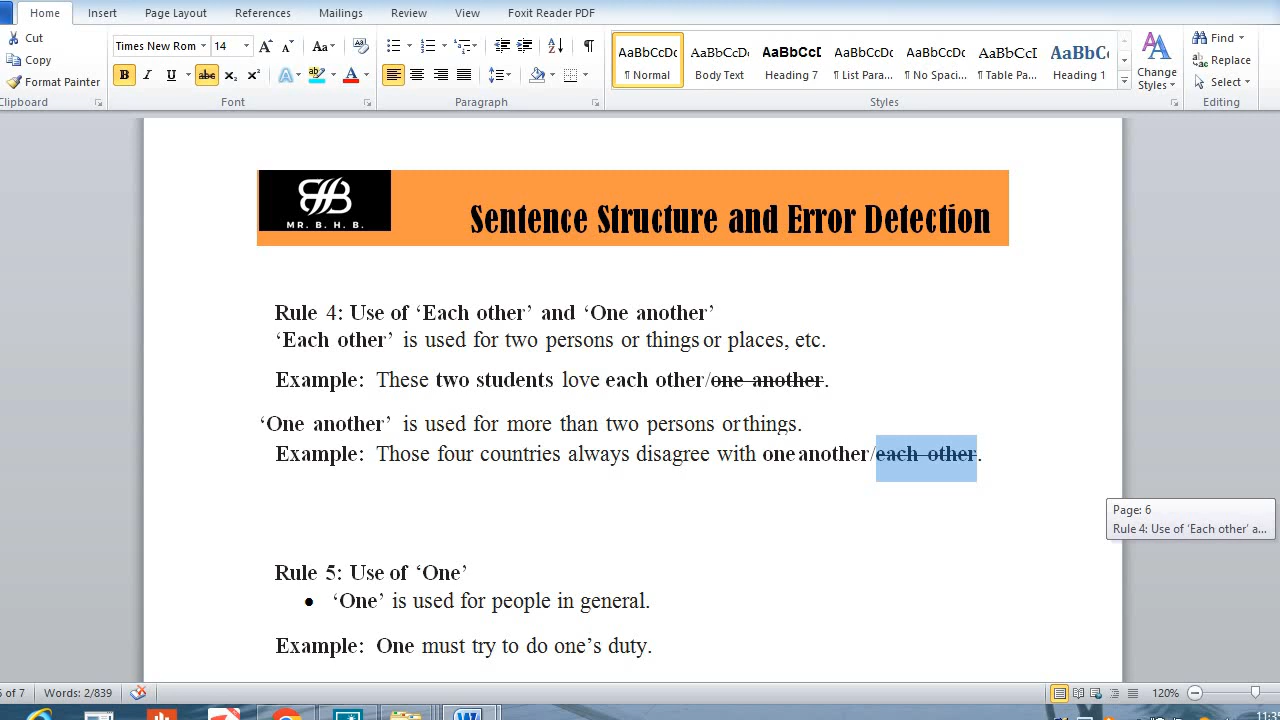 Home Insert Page Layout References Mailings Review View Foxit Reader PDF
Cut
Copy
Format Painter
Times New Rom 14 Aa
B I U abc x₂ x² A A
AaBbCcDc AaBbCcDc AaBbCcD AaBbCcDc AaBbCcDc AaBbCcD AaBbCc
¶ Normal Body Text Heading 7 ¶ List Para... ¶ No Spaci... ¶ Table Pa... Heading 1
Change Styles
Find
Replace
Select
Clipboard Font Paragraph Styles Editing
MR. B. H. B.
Sentence Structure and Error Detection
Rule 4: Use of ‘Each other’ and ‘One another’
‘Each other’ is used for two persons or things or places, etc.
Example: These two students love each other/one another.
‘One another’ is used for more than two persons or things.
Example: Those four countries always disagree with one another/each other.
Page: 6
Rule 4: Use of ‘Each other’ a...
Rule 5: Use of ‘One’
• ‘One’ is used for people in general.
Example: One must try to do one’s duty.
of 7 Words: 2/839 120%